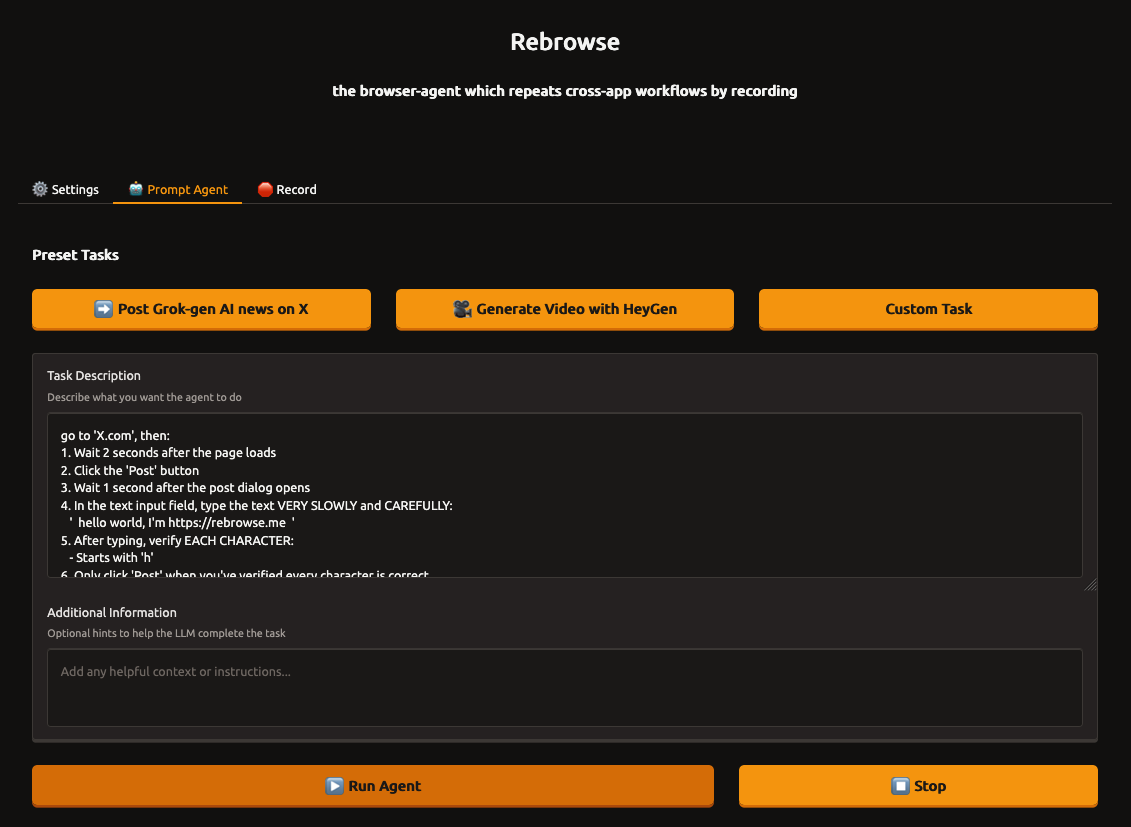 Rebrowse
the browser-agent which repeats cross-app workflows by recording
Settings
Prompt Agent
Record
Preset Tasks
Post Grok-gen AI news on X
Generate Video with HeyGen
Custom Task
Task Description
Describe what you want the agent to do
go to 'X.com', then:
1. Wait 2 seconds after the page loads
2. Click the 'Post' button
3. Wait 1 second after the post dialog opens
4. In the text input field, type the text VERY SLOWLY and CAREFULLY:
' hello world, I'm https://rebrowse.me '
5. After typing, verify EACH CHARACTER:
- Starts with 'h'
6. Only click 'Post' when you've verified every character is correct
Additional Information
Optional hints to help the LLM complete the task
Add any helpful context or instructions...
Run Agent
Stop